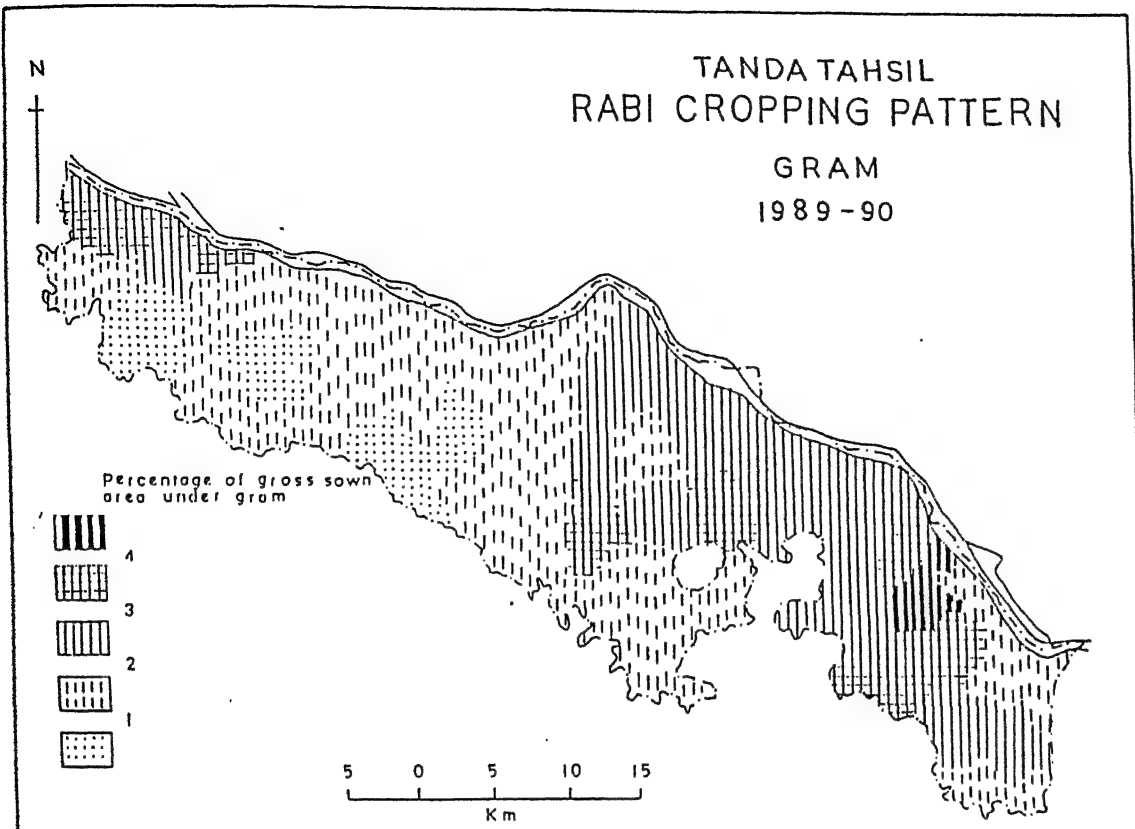 N
TANDA TAHSIL
RABI CROPPING PATTERN
GRAM
1989-90
Percentage of gross sown
area under gram
4
3
2
1
5 0 5 10 15
Km